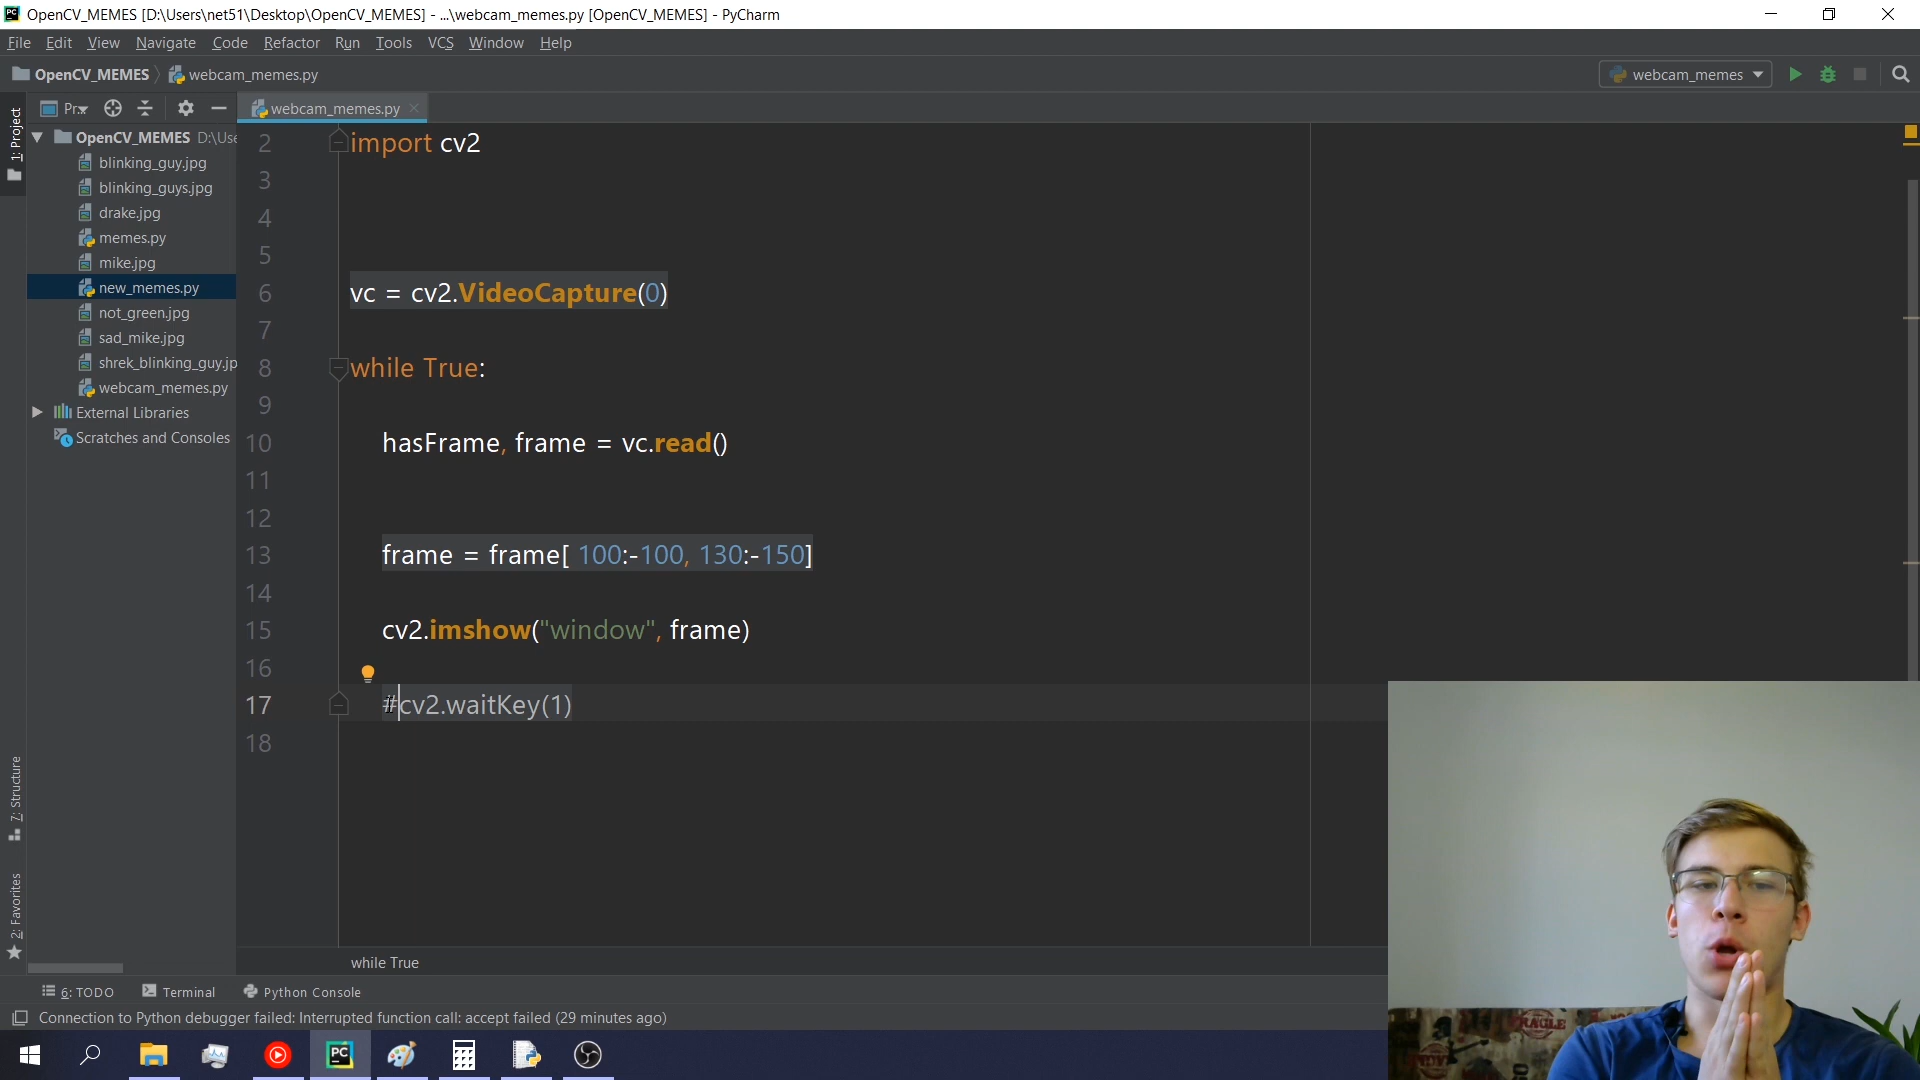 OpenCV_MEMES [D:\Users\net51\Desktop\OpenCV_MEMES] - ...\webcam_memes.py [OpenCV_MEMES] - PyCharm
File Edit View Navigate Code Refactor Run Tools VCS Window Help
OpenCV_MEMES webcam_memes.py webcam_memes
1: Project
Pr...
webcam_memes.py
OpenCV_MEMES D:\Use
blinking_guy.jpg
blinking_guys.jpg
drake.jpg
memes.py
mike.jpg
new_memes.py
not_green.jpg
sad_mike.jpg
shrek_blinking_guy.jp
webcam_memes.py
External Libraries
Scratches and Consoles
2 import cv2
3
4
5
6 vc = cv2.VideoCapture(0)
7
8 while True:
9
10 hasFrame, frame = vc.read()
11
12
13 frame = frame[ 100:-100, 130:-150]
14
15 cv2.imshow("window", frame)
16
17 #cv2.waitKey(1)
18
7: Structure
2: Favorites
while True
6: TODO Terminal Python Console
Connection to Python debugger failed: Interrupted function call: accept failed (29 minutes ago)
PC